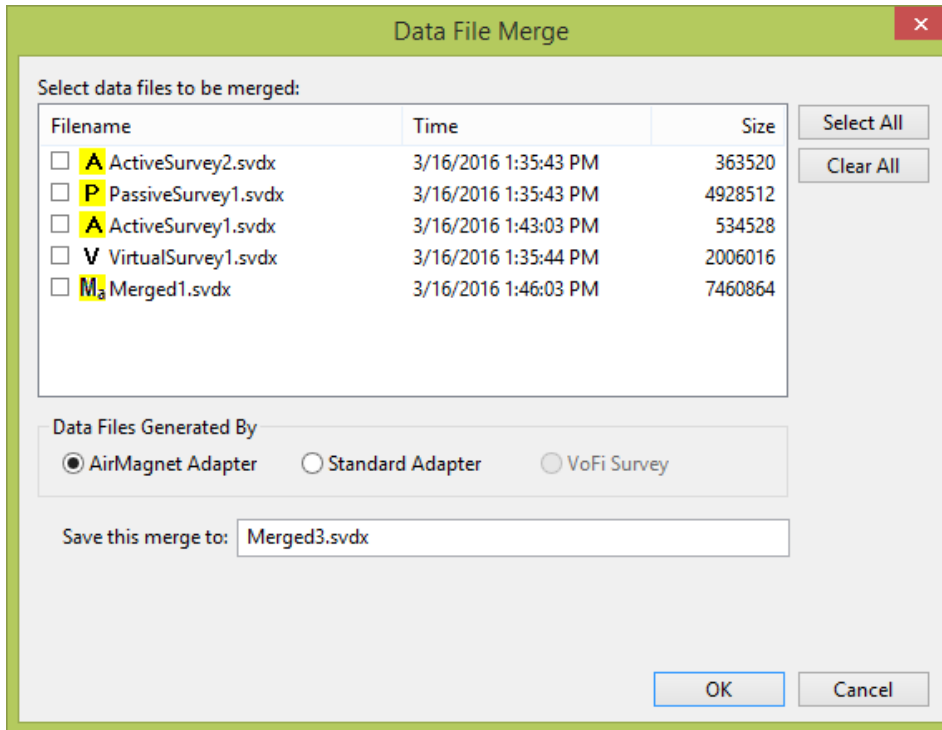 Data File Merge
Select data files to be merged:
Filename Time Size
A ActiveSurvey2.svdx 3/16/2016 1:35:43 PM 363520
P PassiveSurvey1.svdx 3/16/2016 1:35:43 PM 4928512
A ActiveSurvey1.svdx 3/16/2016 1:43:03 PM 534528
V VirtualSurvey1.svdx 3/16/2016 1:35:44 PM 2006016
Ma Merged1.svdx 3/16/2016 1:46:03 PM 7460864
Select All
Clear All
Data Files Generated By
AirMagnet Adapter Standard Adapter VoFi Survey
Save this merge to: Merged3.svdx
OK Cancel